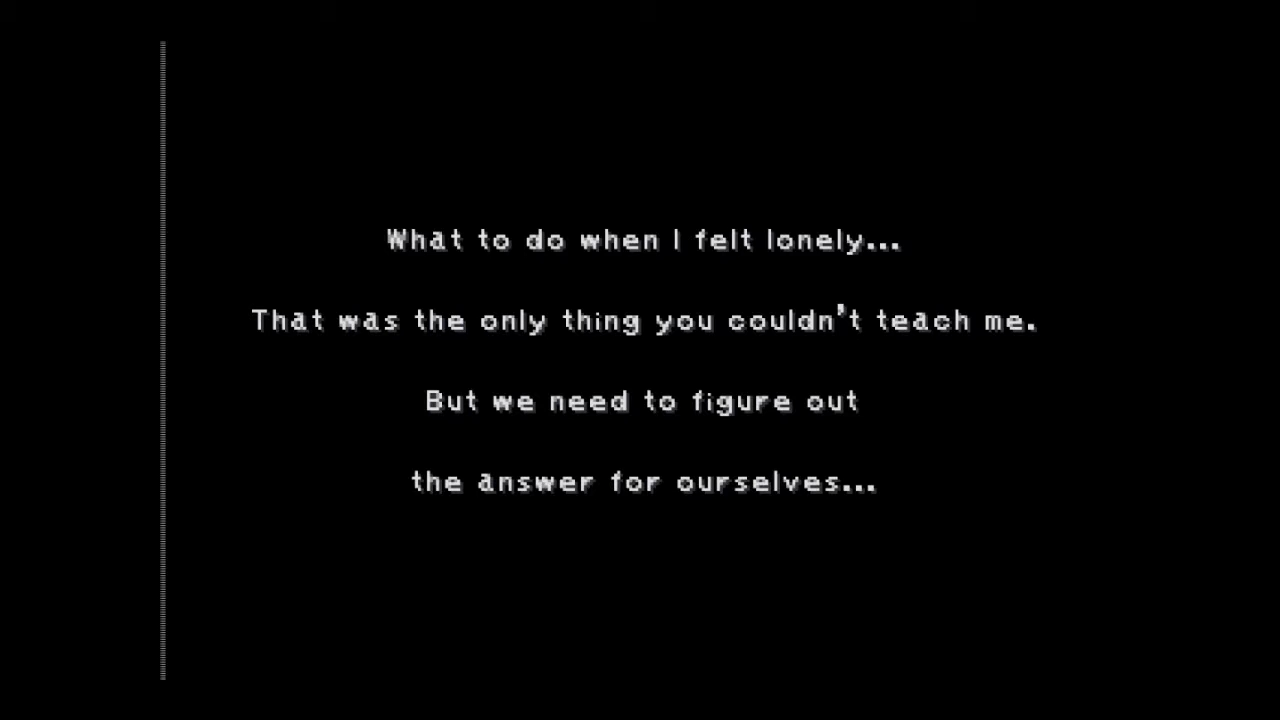 What to do when I felt lonely...
That was the only thing you couldn't teach me.
But we need to figure out
the answer for ourselves...